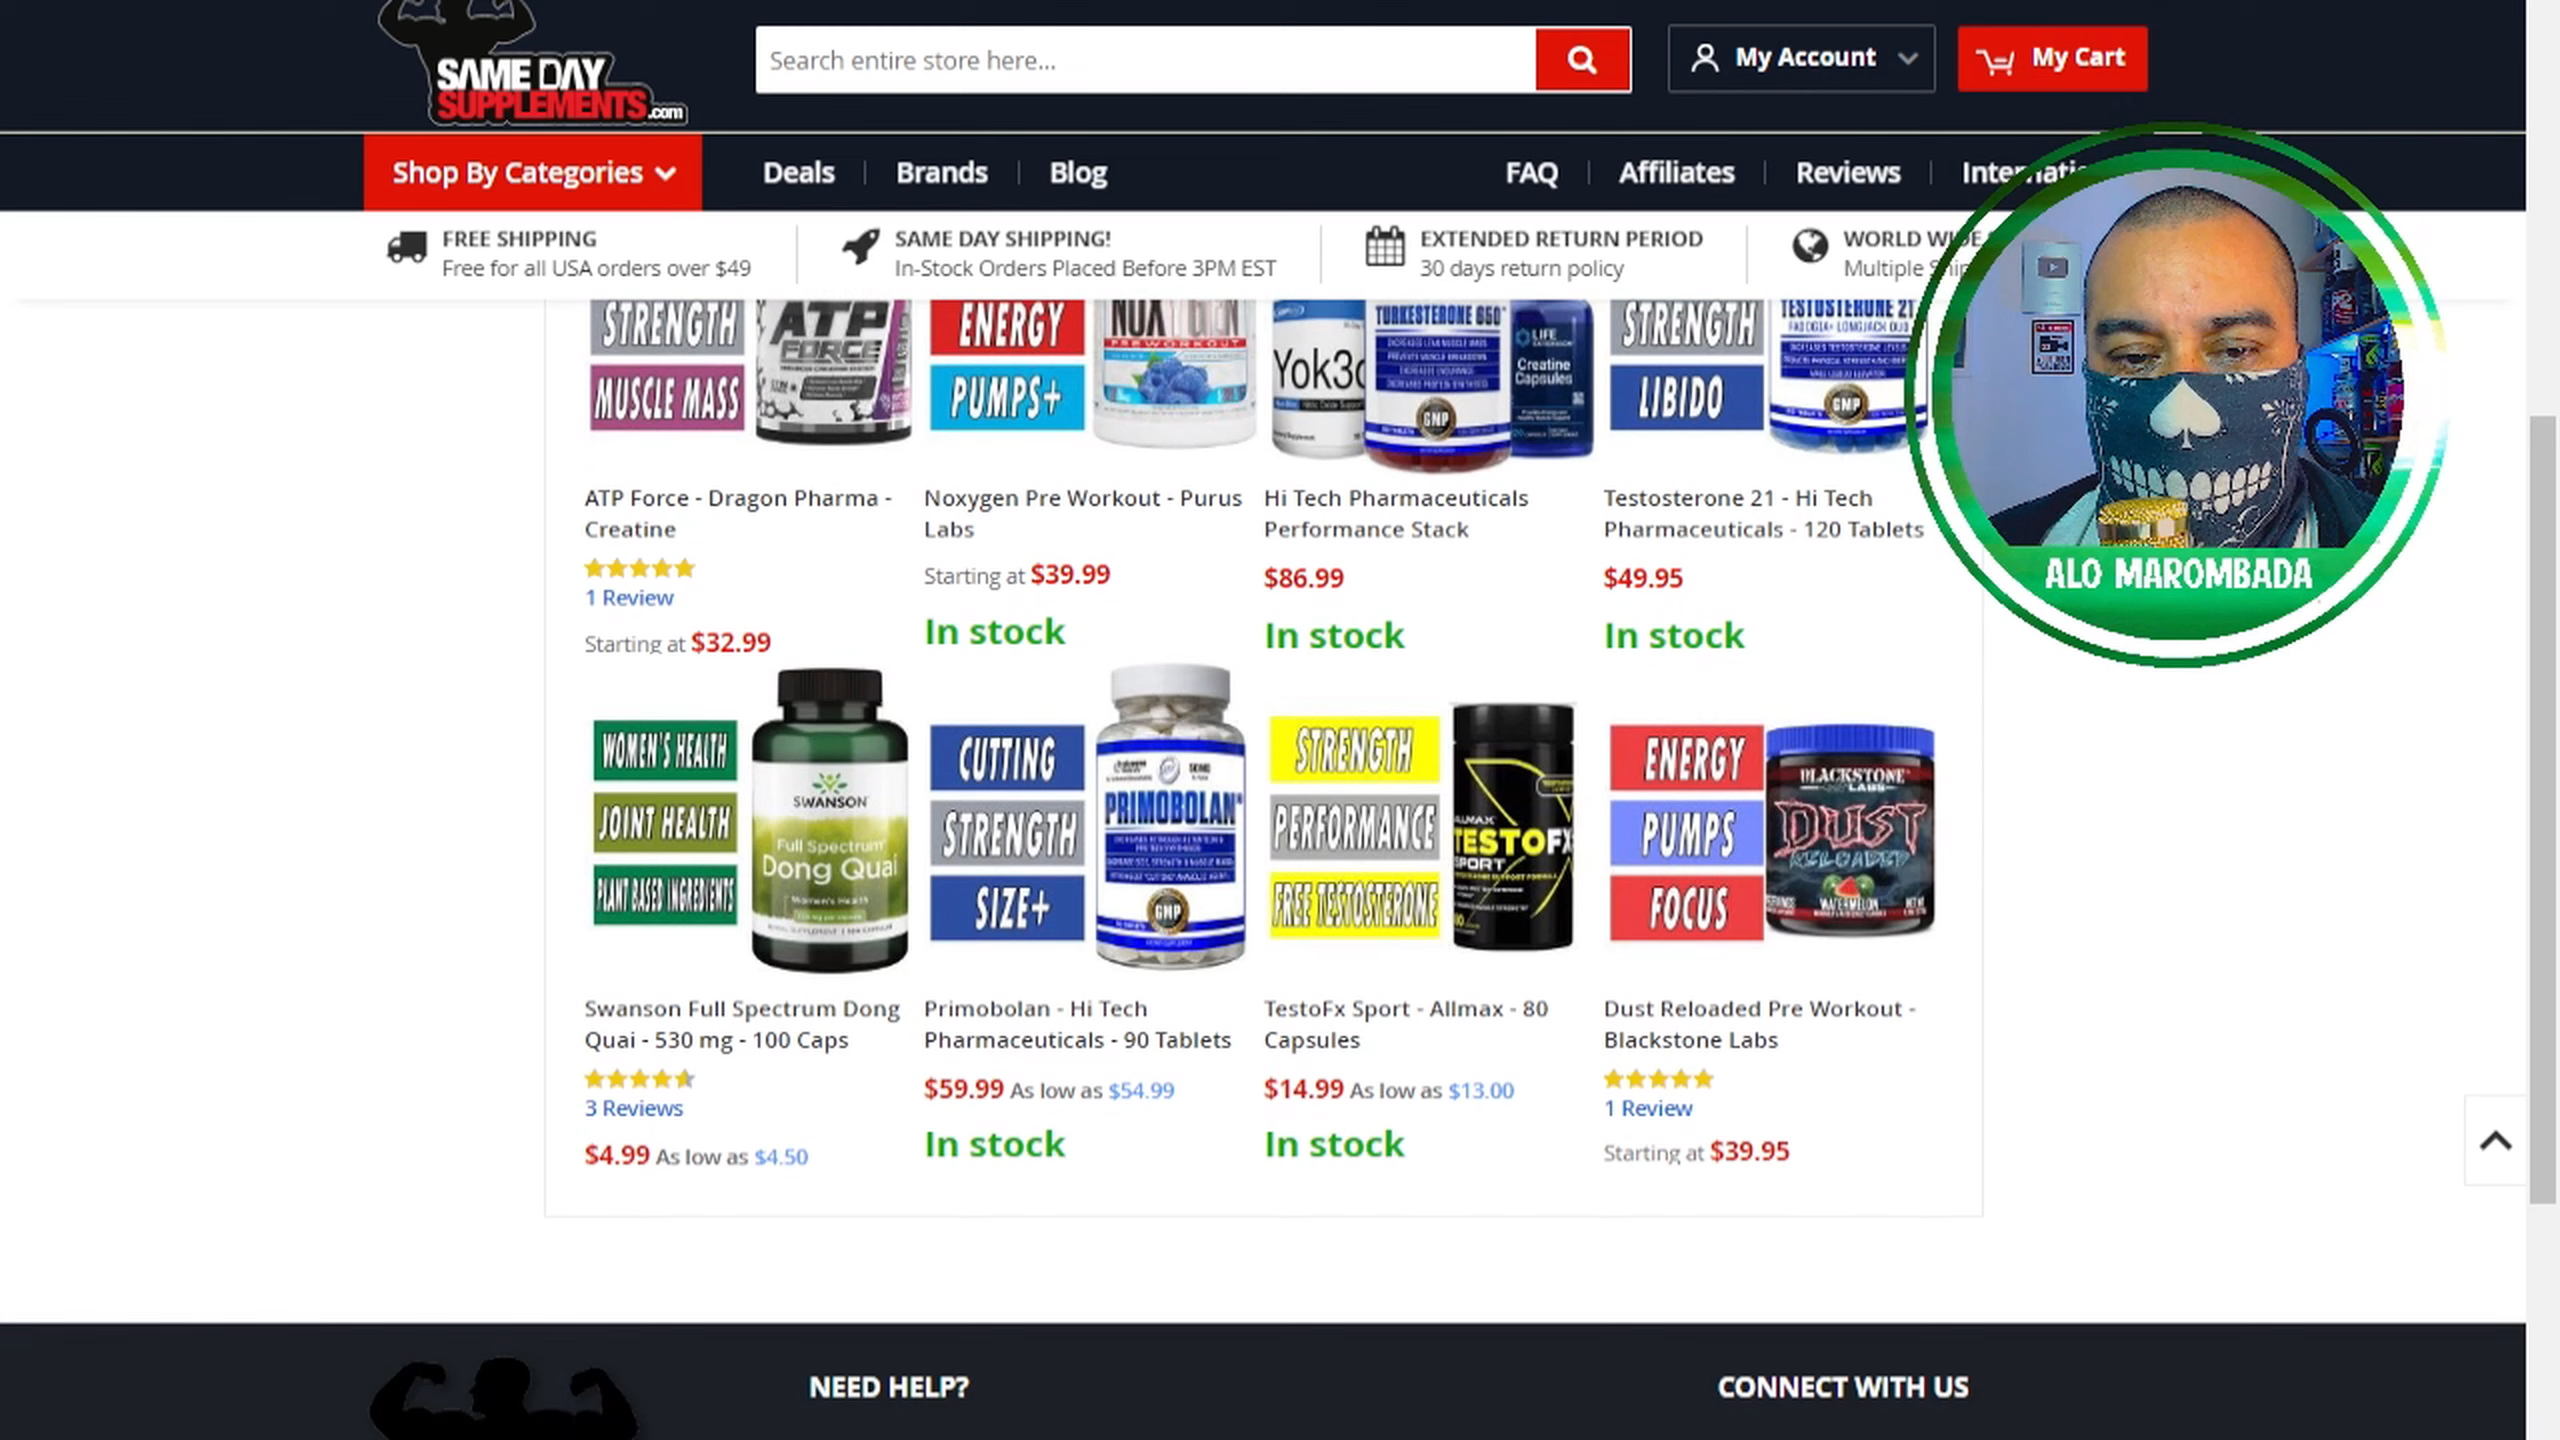 SAME DAY
SUPPLEMENTS.com
Search entire store here...
My Account
My Cart
Shop By Categories
Deals
Brands
Blog
FAQ
Affiliates
Reviews
FREE SHIPPING
Free for all USA orders over $49
SAME DAY SHIPPING!
In-Stock Orders Placed Before 3PM EST
EXTENDED RETURN PERIOD
30 days return policy
WORLD WIDE
Multiple
STRENGTH
MUSCLE MASS
ATP
FORCE
ENERGY
PUMPS+
NOXYGEN
PREWORKOUT
Yok3d
TURKESTERONE 650
GMP
LIFE
EXTENSION
Creatine
Capsules
STRENGTH
LIBIDO
TESTOSTERONE 21
GMP
ALO MAROMBADA
ATP Force - Dragon Pharma -
Creatine
1 Review
Starting at $32.99
Noxygen Pre Workout - Purus
Labs
Starting at $39.99
In stock
Hi Tech Pharmaceuticals
Performance Stack
$86.99
In stock
Testosterone 21 - Hi Tech
Pharmaceuticals - 120 Tablets
$49.95
In stock
WOMEN'S HEALTH
JOINT HEALTH
PLANT BASED INGREDIENTS
SWANSON
Full Spectrum
Dong Quai
Women's Health
CUTTING
STRENGTH
SIZE+
PRIMOBOLAN
GMP
STRENGTH
PERFORMANCE
FREE TESTOSTERONE
ALLMAX
TESTOFX
SPORT
ENERGY
PUMPS
FOCUS
BLACKSTONE
LABS
DUST
RELOADED
WATERMELON
Swanson Full Spectrum Dong
Quai - 530 mg - 100 Caps
3 Reviews
$4.99 As low as $4.50
Primobolan - Hi Tech
Pharmaceuticals - 90 Tablets
$59.99 As low as $54.99
In stock
TestoFx Sport - Allmax - 80
Capsules
$14.99 As low as $13.00
In stock
Dust Reloaded Pre Workout -
Blackstone Labs
1 Review
Starting at $39.95
NEED HELP?
CONNECT WITH US